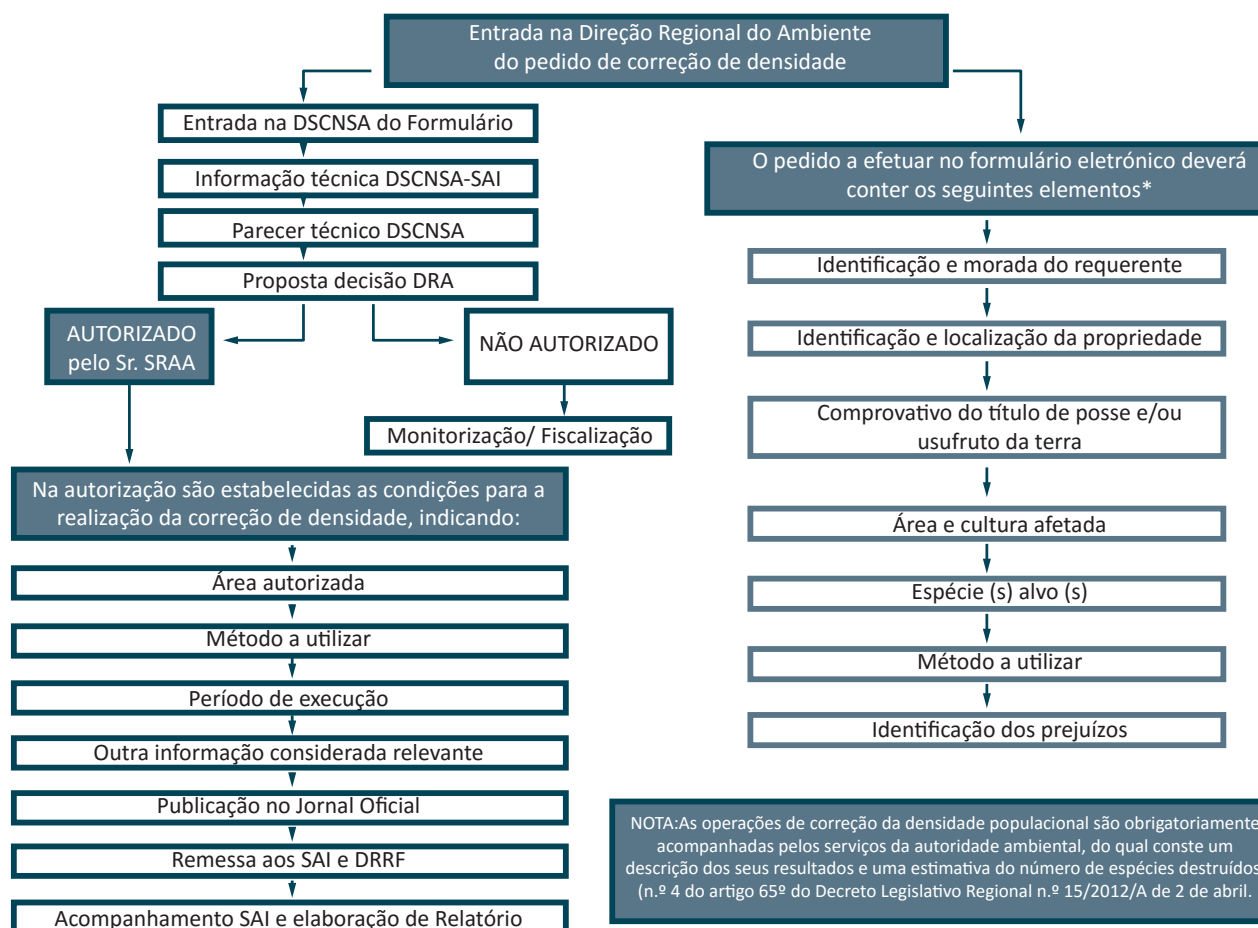 Entrada na Direção Regional do Ambiente
do pedido de correção de densidade
Entrada na DSCNSA do Formulário
Informação técnica DSCNSA-SAI
Parecer técnico DSCNSA
Proposta decisão DRA
AUTORIZADO
pelo Sr. SRAA
NÃO AUTORIZADO
Monitorização/ Fiscalização
Na autorização são estabelecidas as condições para a
realização da correção de densidade, indicando:
Área autorizada
Método a utilizar
Período de execução
Outra informação considerada relevante
Publicação no Jornal Oficial
Remessa aos SAI e DRRF
Acompanhamento SAI e elaboração de Relatório
O pedido a efetuar no formulário eletrónico deverá
conter os seguintes elementos*
Identificação e morada do requerente
Identificação e localização da propriedade
Comprovativo do título de posse e/ou
usufruto da terra
Área e cultura afetada
Espécie (s) alvo (s)
Método a utilizar
Identificação dos prejuízos
NOTA:As operações de correção da densidade populacional são obrigatoriamente
acompanhadas pelos serviços da autoridade ambiental, do qual conste um
descrição dos seus resultados e uma estimativa do número de espécies destruídos
(n.º 4 do artigo 65º do Decreto Legislativo Regional n.º 15/2012/A de 2 de abril.